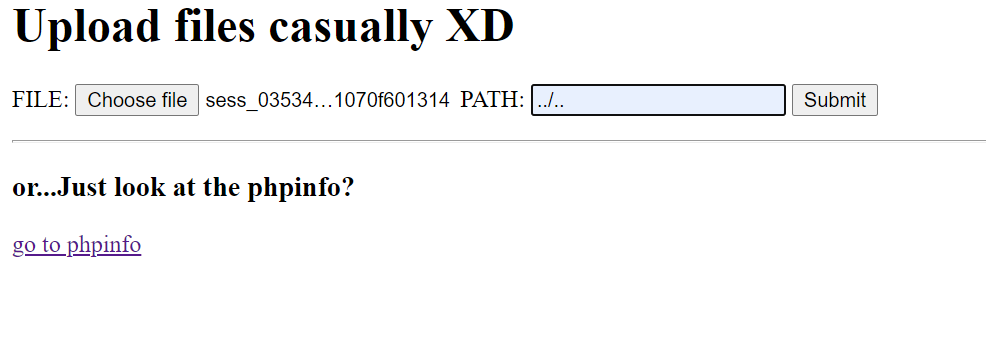 Upload files casually XD
FILE: Choose file sess_03534...1070f601314 PATH: ../.. Submit
or...Just look at the phpinfo?
go to phpinfo